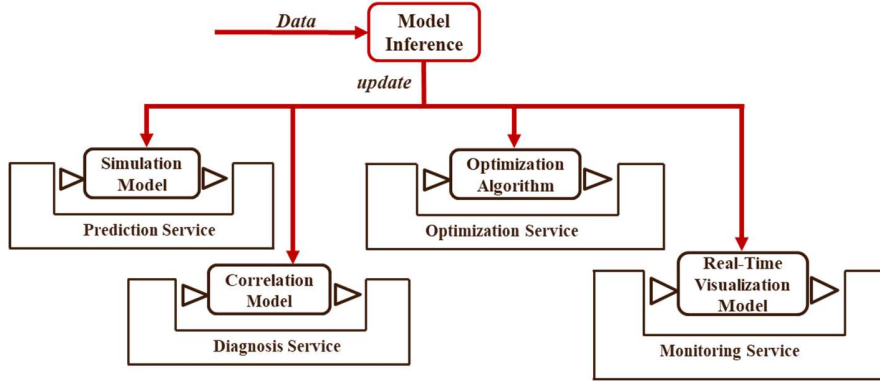 Data
Model
Inference
update
Simulation
Model
Prediction Service
Optimization
Algorithm
Optimization Service
Correlation
Model
Diagnosis Service
Real-Time
Visualization
Model
Monitoring Service